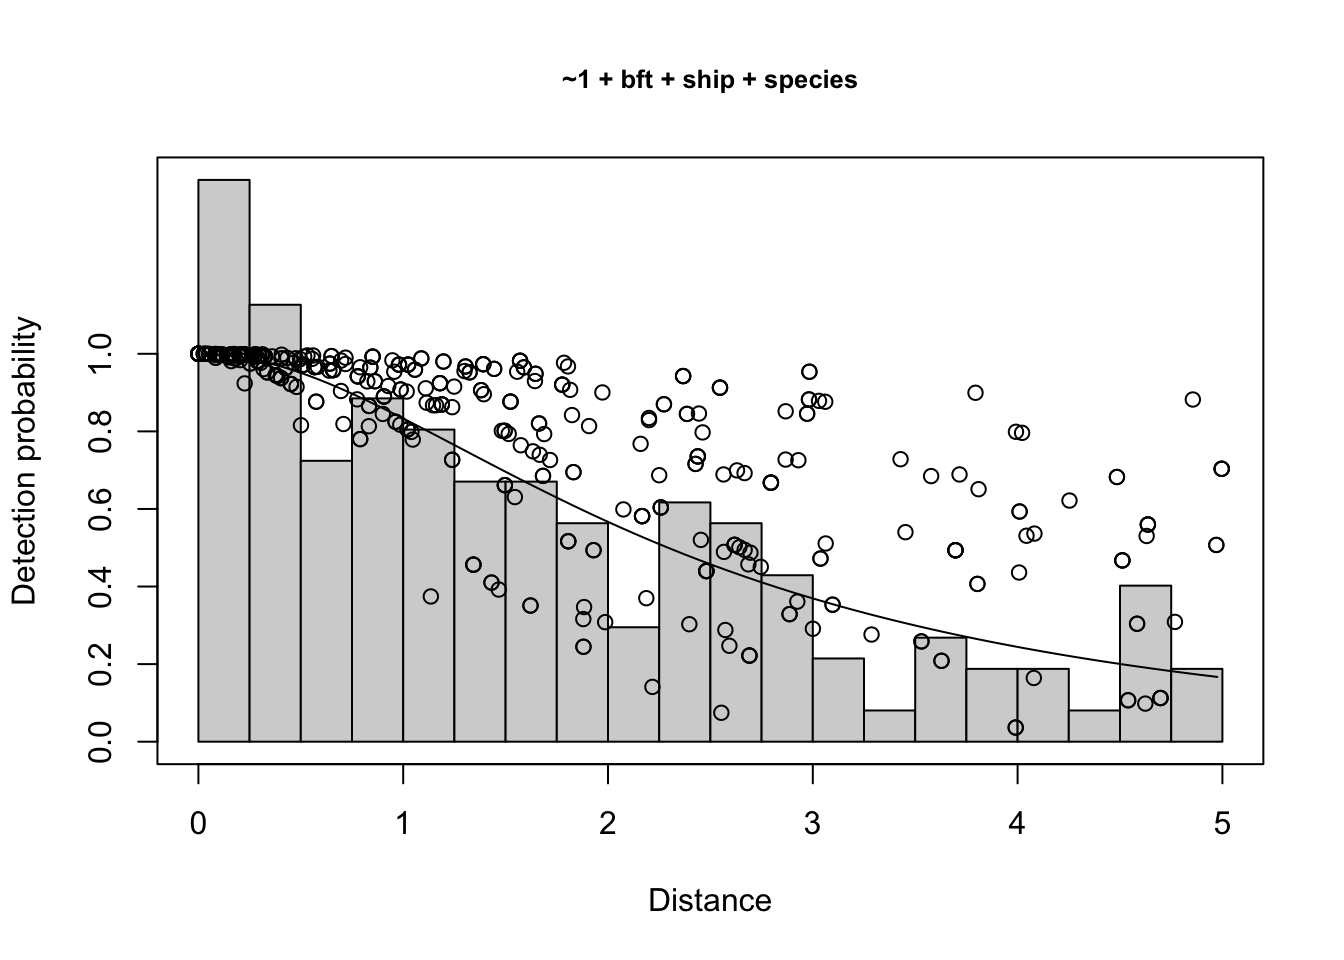 ~1 + bft + ship + species
Detection probability
1.0
0.8
0.6
0.4
0.2
0.0
0 1 2 3 4 5
Distance